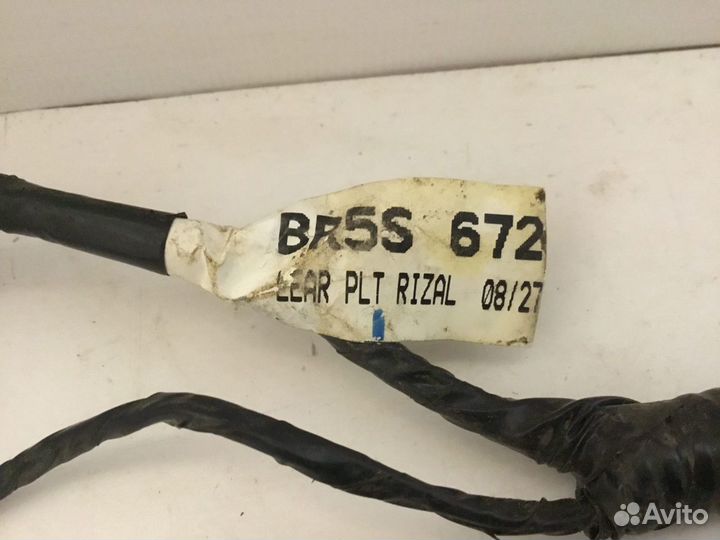 BR5S 672
LEAR PLT RIZAL 08/27
Avito